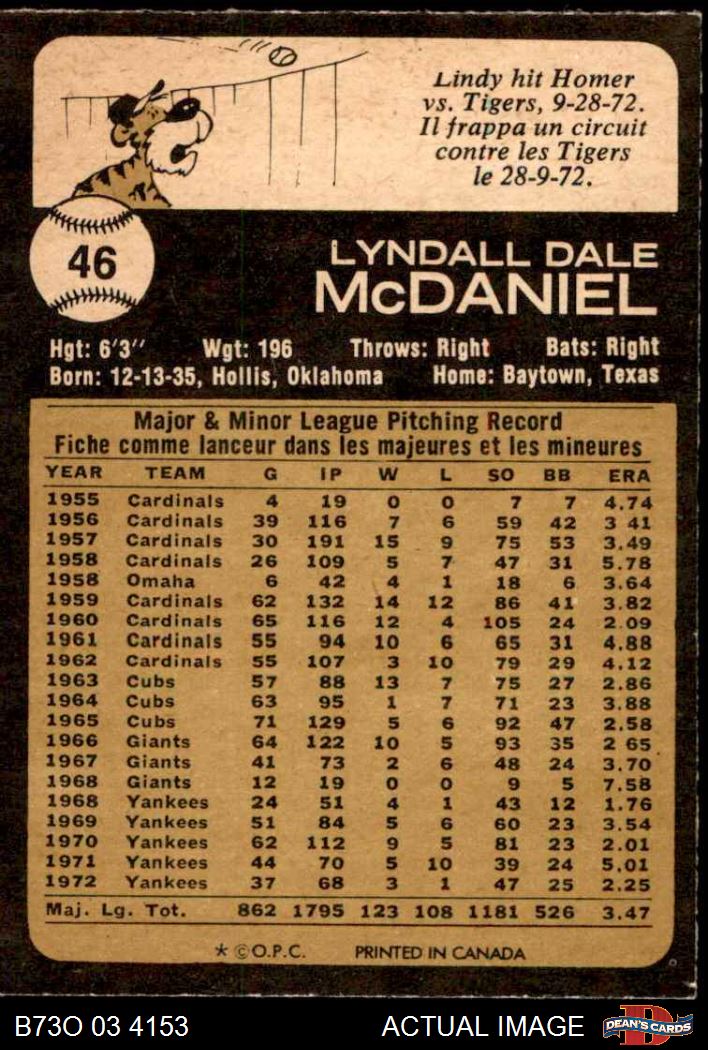 Lindy hit Homer
vs. Tigers, 9-28-72.
Il frappa un circuit
contre les Tigers
le 28-9-72.
46
LYNDALL DALE
McDANIEL
Hgt: 6'3" Wgt: 196 Throws: Right Bats: Right
Born: 12-13-35, Hollis, Oklahoma Home: Baytown, Texas
Major & Minor League Pitching Record
Fiche comme lanceur dans les majeures et les mineures
YEAR TEAM G IP W L SO BB ERA
1955 Cardinals 4 19 0 0 7 7 4.74
1956 Cardinals 39 116 7 6 59 42 3 41
1957 Cardinals 30 191 15 9 75 53 3.49
1958 Cardinals 26 109 5 7 47 31 5.78
1958 Omaha 6 42 4 1 18 6 3.64
1959 Cardinals 62 132 14 12 86 41 3.82
1960 Cardinals 65 116 12 4 105 24 2.09
1961 Cardinals 55 94 10 6 65 31 4.88
1962 Cardinals 55 107 3 10 79 29 4.12
1963 Cubs 57 88 13 7 75 27 2.86
1964 Cubs 63 95 1 7 71 23 3.88
1965 Cubs 71 129 5 6 92 47 2.58
1966 Giants 64 122 10 5 93 35 2 65
1967 Giants 41 73 2 6 48 24 3.70
1968 Giants 12 19 0 0 9 5 7.58
1968 Yankees 24 51 4 1 43 12 1.76
1969 Yankees 51 84 5 6 60 23 3.54
1970 Yankees 62 112 9 5 81 23 2.01
1971 Yankees 44 70 5 10 39 24 5.01
1972 Yankees 37 68 3 1 47 25 2.25
Maj. Lg. Tot. 862 1795 123 108 1181 526 3.47
* © O.P.C. PRINTED IN CANADA
B73O 03 4153 ACTUAL IMAGE
D
DEAN'S CARDS